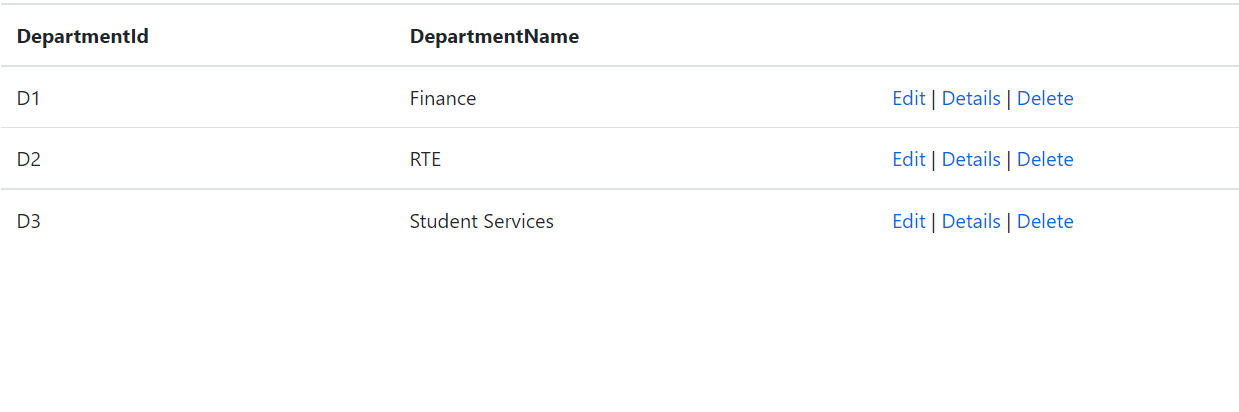 DepartmentId DepartmentName
D1 Finance Edit | Details | Delete
D2 RTE Edit | Details | Delete
D3 Student Services Edit | Details | Delete